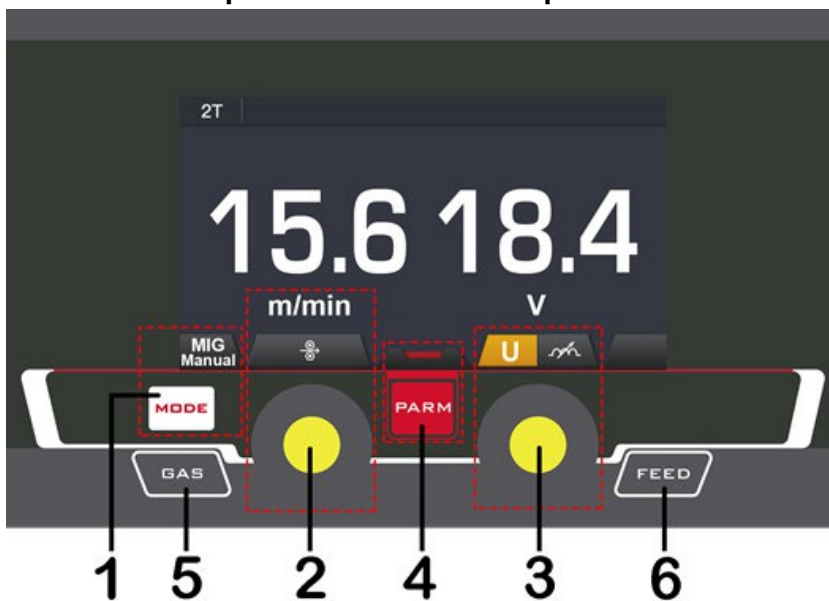 2T
15.6 18.4
m/min V
MIG
Manual
U
MODE
PARM
GAS
FEED
1 5 2 4 3 6